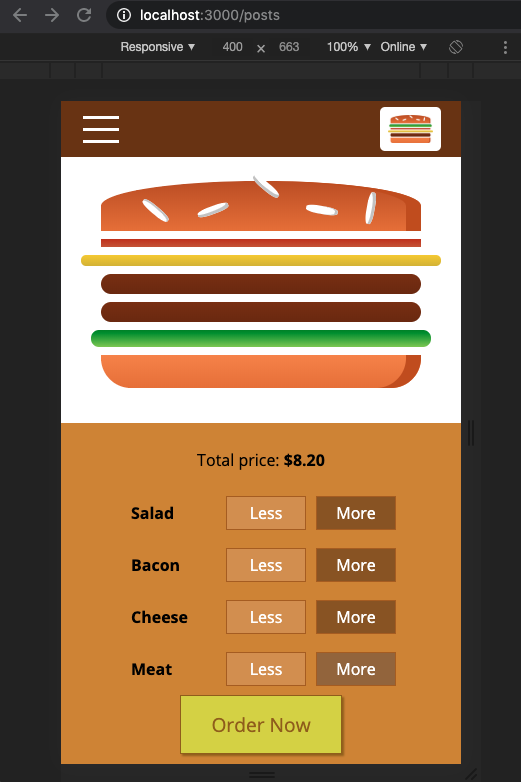 localhost:3000/posts
Responsive ▼ 400 × 663 100% ▼ Online ▼
Total price: $8.20
Salad Less More
Bacon Less More
Cheese Less More
Meat Less More
Order Now